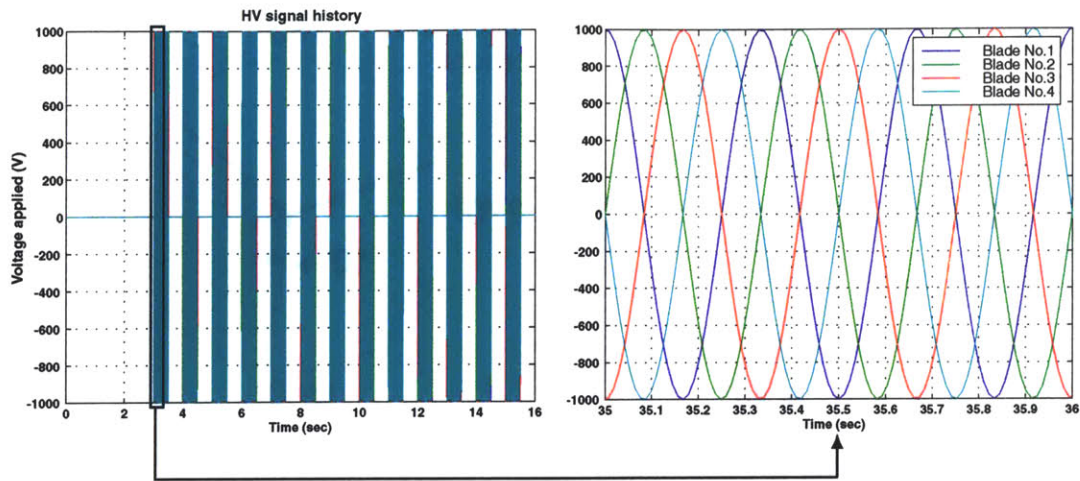 HV signal history
Voltage applied (V)
1000
800
600
400
200
0
-200
-400
-600
-800
-1000
0 2 4 6 8 10 12 14 16
Time (sec)
1000
800
600
400
200
0
-200
-400
-600
-800
-1000
35 35.1 35.2 35.3 35.4 35.5 35.6 35.7 35.8 35.9 36
Time (sec)
Blade No.1
Blade No.2
Blade No.3
Blade No.4